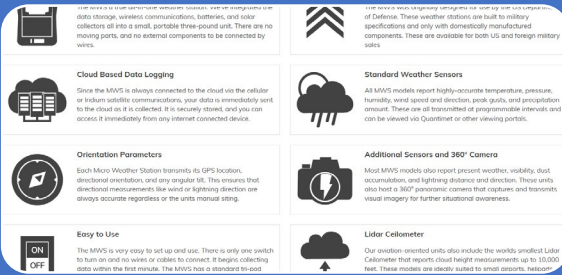 The MWS is a true all-in-one weather station. We've integrated the
data storage, wireless communications, batteries, and solar
collectors all into a small, portable three-pound unit. There are no
moving parts, and no external components to be connected by
wires.
The MWS was originally designed for use by the US Department
of Defense. These weather stations are built to military
specifications and only with domestically manufactured
components. These are available for both US and foreign military
sales
Cloud Based Data Logging
Since the MWS is always connected to the cloud via the cellular
or Iridium satellite communications, your data is immediately sent
to the cloud as it is collected. It is securely stored, and you can
access it immediately from any internet connected device.
Standard Weather Sensors
All MWS models report highly-accurate temperature, pressure,
humidity, wind speed and direction, peak gusts, and precipitation
amount. These are all transmitted at programmable intervals and
can be viewed via Quantimet or other viewing portals.
Orientation Parameters
Each Micro Weather Station transmits its GPS location,
directional orientation, and any angular tilt. This ensures that
directional measurements like wind or lightning direction are
always accurate regardless or the units manual siting.
Additional Sensors and 360° Camera
Most MWS models also report present weather, visibility, dust
accumulation, and lightning distance and direction. These units
also host a 360° panoramic camera that captures and transmits
visual imagery for further situational awareness.
ON
OFF
Easy to Use
The MWS is very easy to set up and use. There is only one switch
to turn on and no wires or cables to connect. It begins collecting
data within the first minute. The MWS has a standard tri-pod
Lidar Ceilometer
Our aviation-oriented units also include the worlds smallest Lidar
Ceilometer that reports cloud height measurements up to 10,000
feet. These models are ideally suited to small airports, heliports